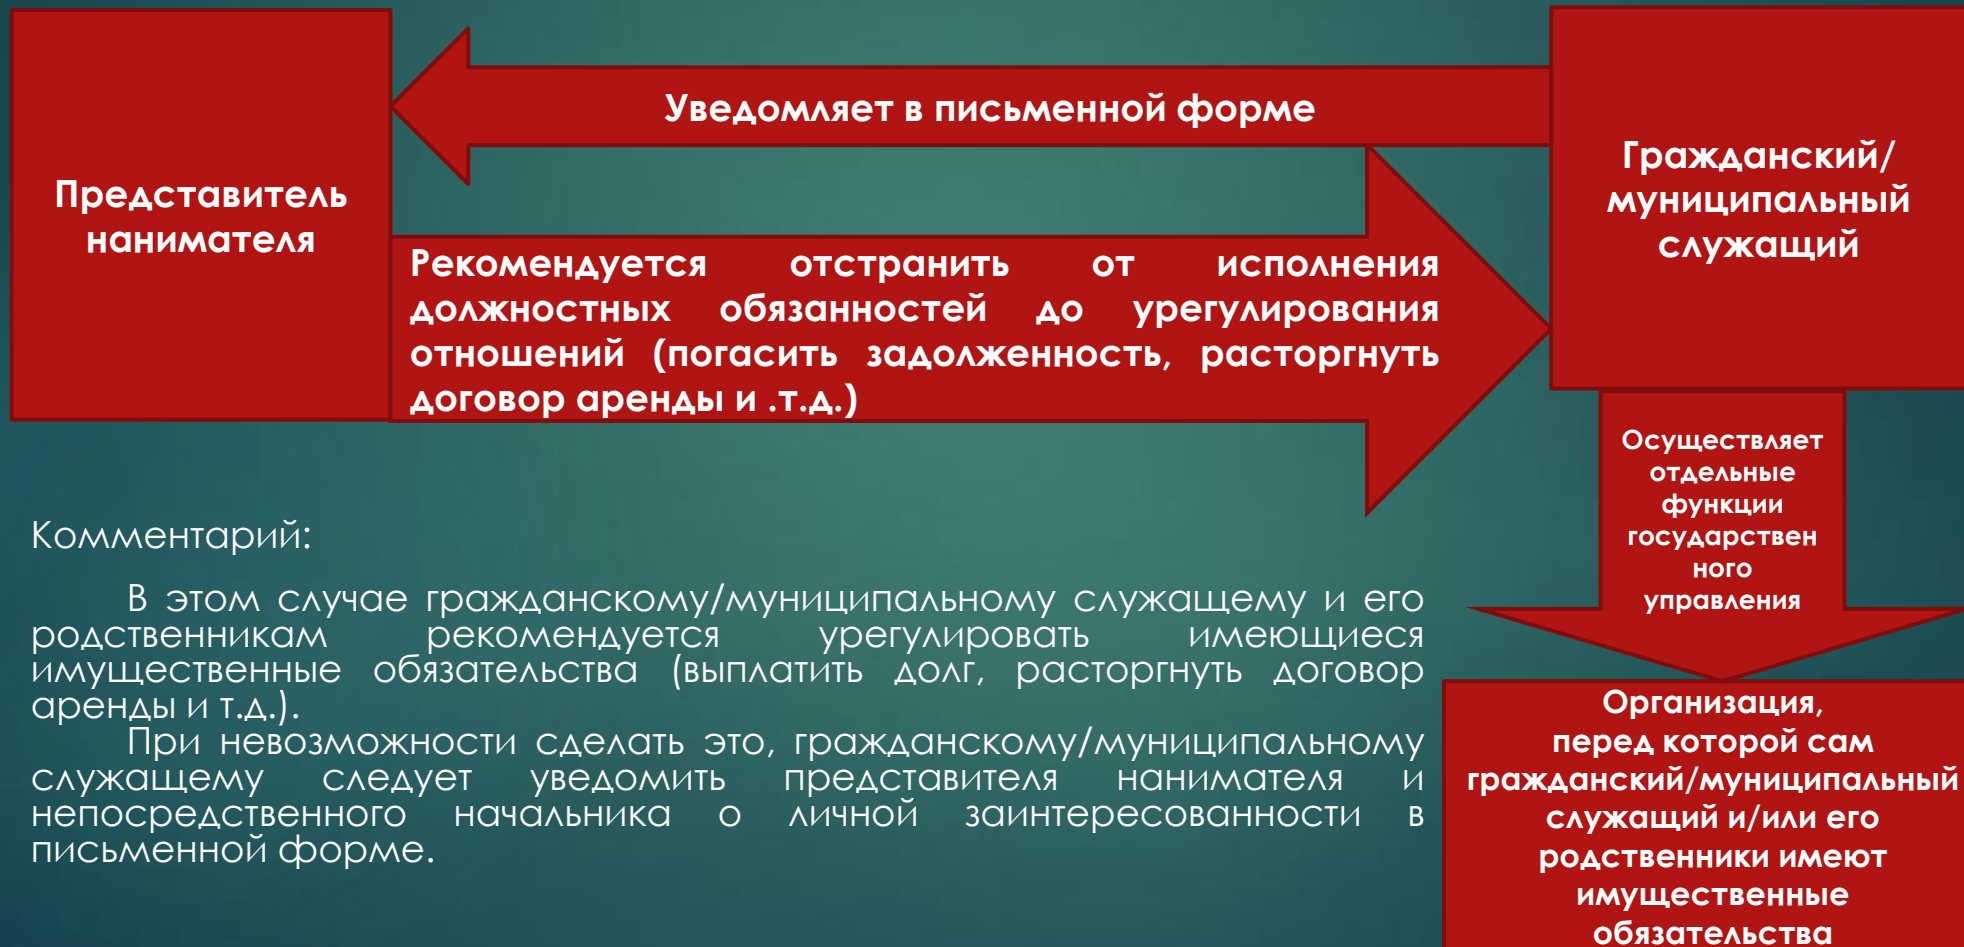 Представитель
нанимателя
Уведомляет в письменной форме
Рекомендуется отстранить от исполнения
должностных обязанностей до урегулирования
отношений (погасить задолженность, расторгнуть
договор аренды и .т.д.)
Гражданский/
муниципальный
служащий
Осуществляет
отдельные
функции
государствен
ного
управления
Организация,
перед которой сам
гражданский/муниципальный
служащий и/или его
родственники имеют
имущественные
обязательства
Комментарий:
В этом случае гражданскому/муниципальному служащему и его
родственникам рекомендуется урегулировать имеющиеся
имущественные обязательства (выплатить долг, расторгнуть договор
аренды и т.д.).
При невозможности сделать это, гражданскому/муниципальному
служащему следует уведомить представителя нанимателя и
непосредственного начальника о личной заинтересованности в
письменной форме.